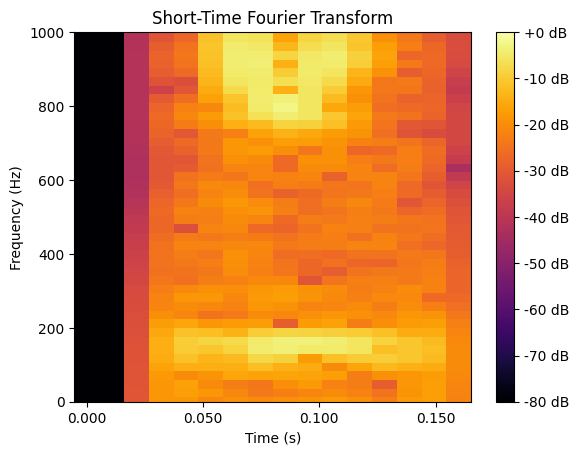 Short-Time Fourier Transform
1000
800
600
400
200
0
Frequency (Hz)
0.000
0.050
0.100
0.150
Time (s)
+0 dB
-10 dB
-20 dB
-30 dB
-40 dB
-50 dB
-60 dB
-70 dB
-80 dB